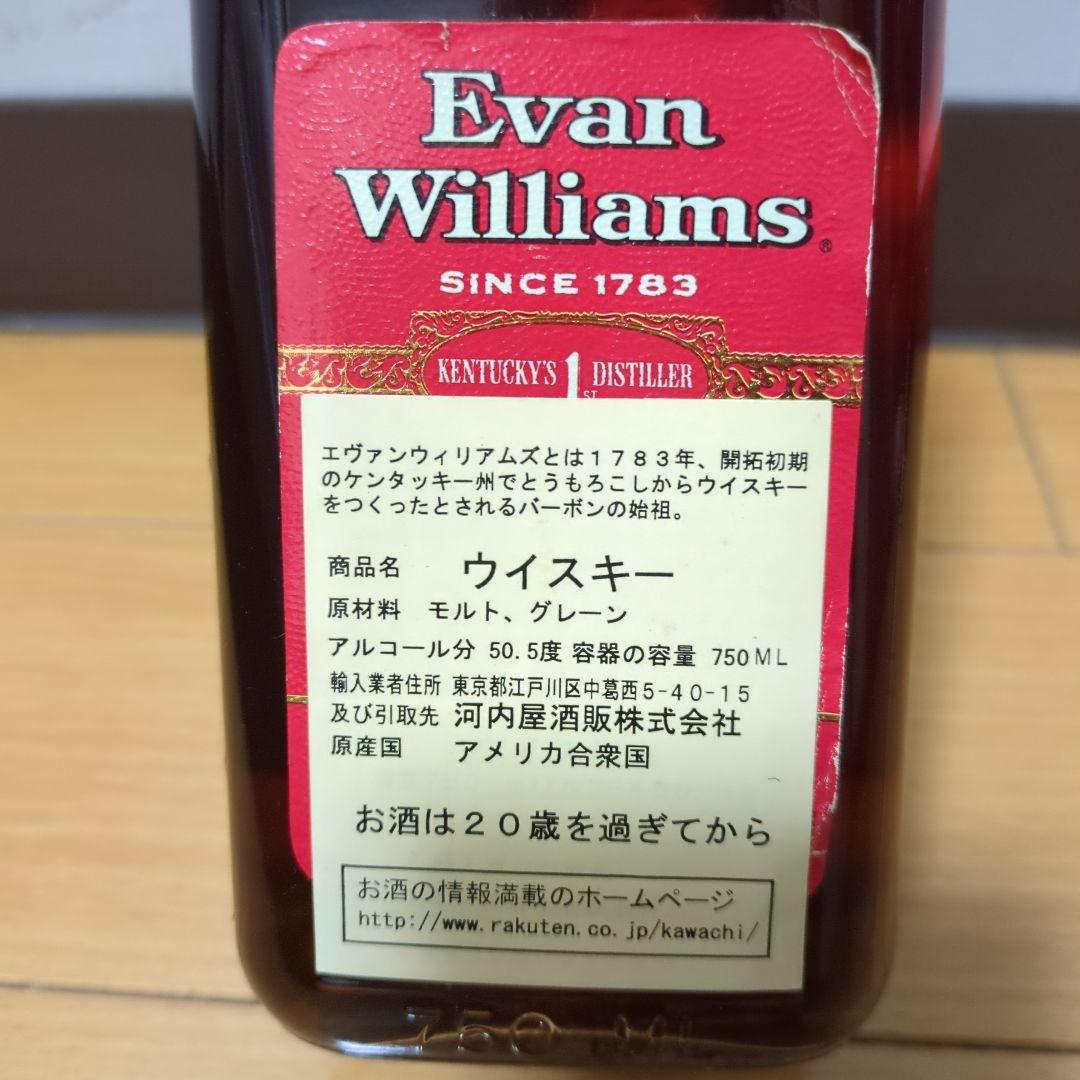 Evan
Williams®
SINCE 1783
KENTUCKY'S 1ST DISTILLER
エヴァンウィリアムズとは１７８３年、開拓初期
のケンタッキー州でとうもろこしからウイスキー
をつくったとされるバーボンの始祖。
商品名 ウイスキー
原材料 モルト、グレーン
アルコール分 50.5度 容器の容量 750ML
輸入業者住所 東京都江戸川区中葛西5-40-15
及び引取先 河内屋酒販株式会社
原産国 アメリカ合衆国
お酒は２０歳を過ぎてから
お酒の情報満載のホームページ
http://www.rakuten.co.jp/kawachi/
750 ML